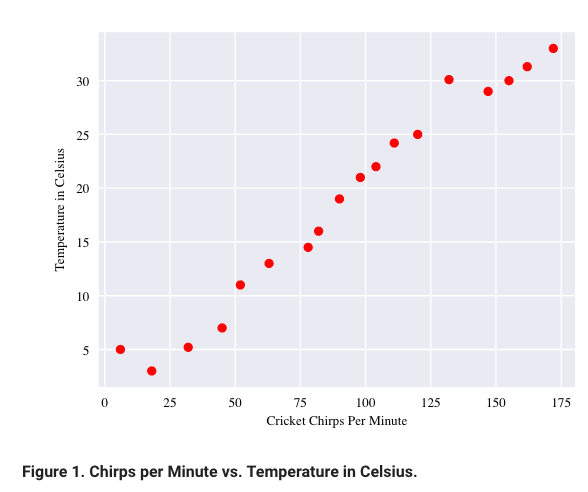 30
25
20
15
10
5
Temperature in Celsius
0 25 50 75 100 125 150 175
Cricket Chirps Per Minute
Figure 1. Chirps per Minute vs. Temperature in Celsius.